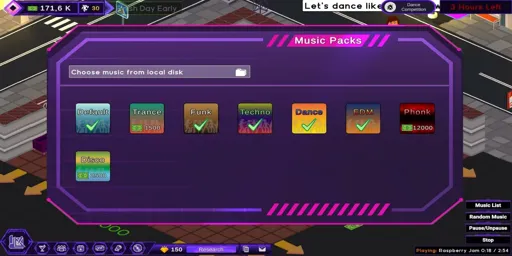 171,6 K
30
Day Early
Let's dance like
Dance
Competition
3 Hours Left
Music Packs
Choose music from local disk
Default
Trance
Funk
Techno
Dance
EDM
Phonk
12000
Disco
Music List
Random Music
Pause/Unpause
Stop
150
Research
Playing: Raspberry Jam 0:18 / 2:54